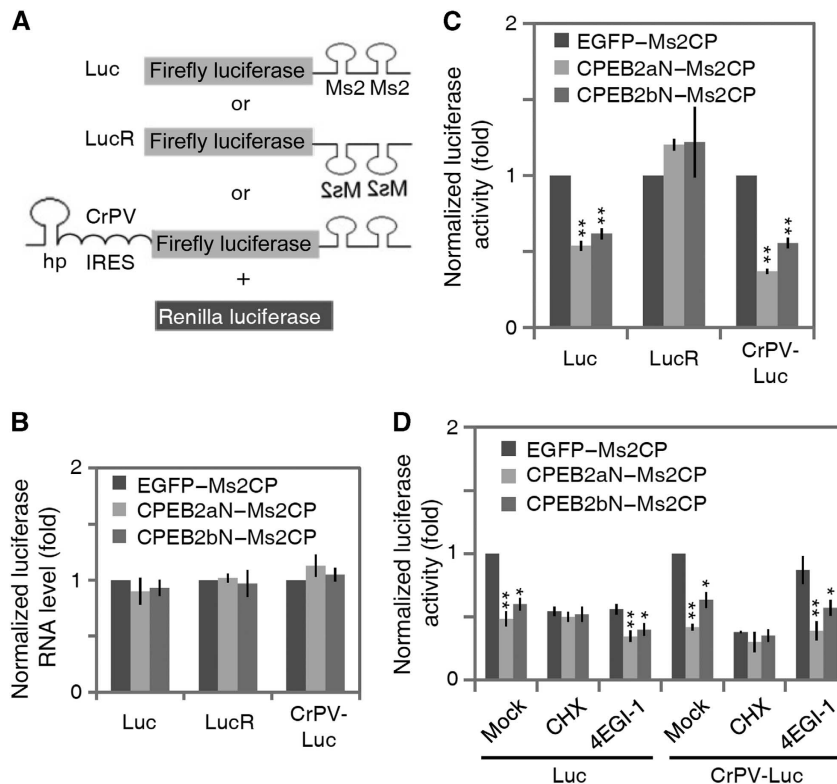 A
Luc
Firefly luciferase
Ms2 Ms2
or
LucR
Firefly luciferase
Ms2 Ms2
or
CrPV
Firefly luciferase
hp
IRES
+
Renilla luciferase
B
Normalized luciferase
RNA level (fold)
2
1
0
EGFP–Ms2CP
CPEB2aN–Ms2CP
CPEB2bN–Ms2CP
Luc
LucR
CrPV-
Luc
C
Normalized luciferase
activity (fold)
2
1
0
EGFP–Ms2CP
CPEB2aN–Ms2CP
CPEB2bN–Ms2CP
**
**
**
**
Luc
LucR
CrPV-
Luc
D
Normalized luciferase
activity (fold)
2
1
0
EGFP–Ms2CP
CPEB2aN–Ms2CP
CPEB2bN–Ms2CP
**
*
**
*
**
*
**
*
Mock
CHX
4EGI-1
Mock
CHX
4EGI-1
Luc
CrPV-Luc